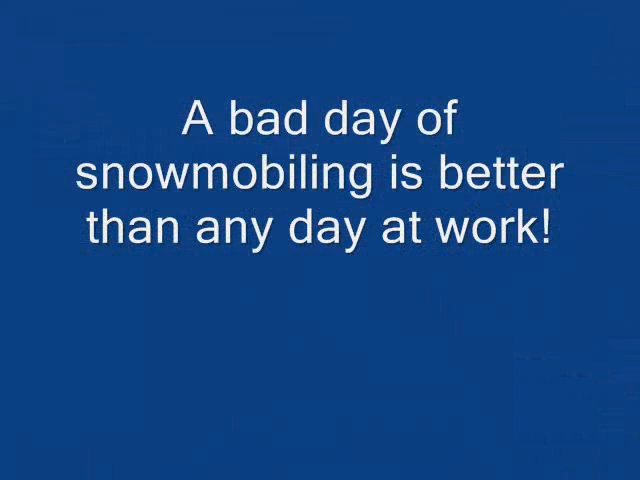 A bad day of
snowmobiling is better
than any day at work!